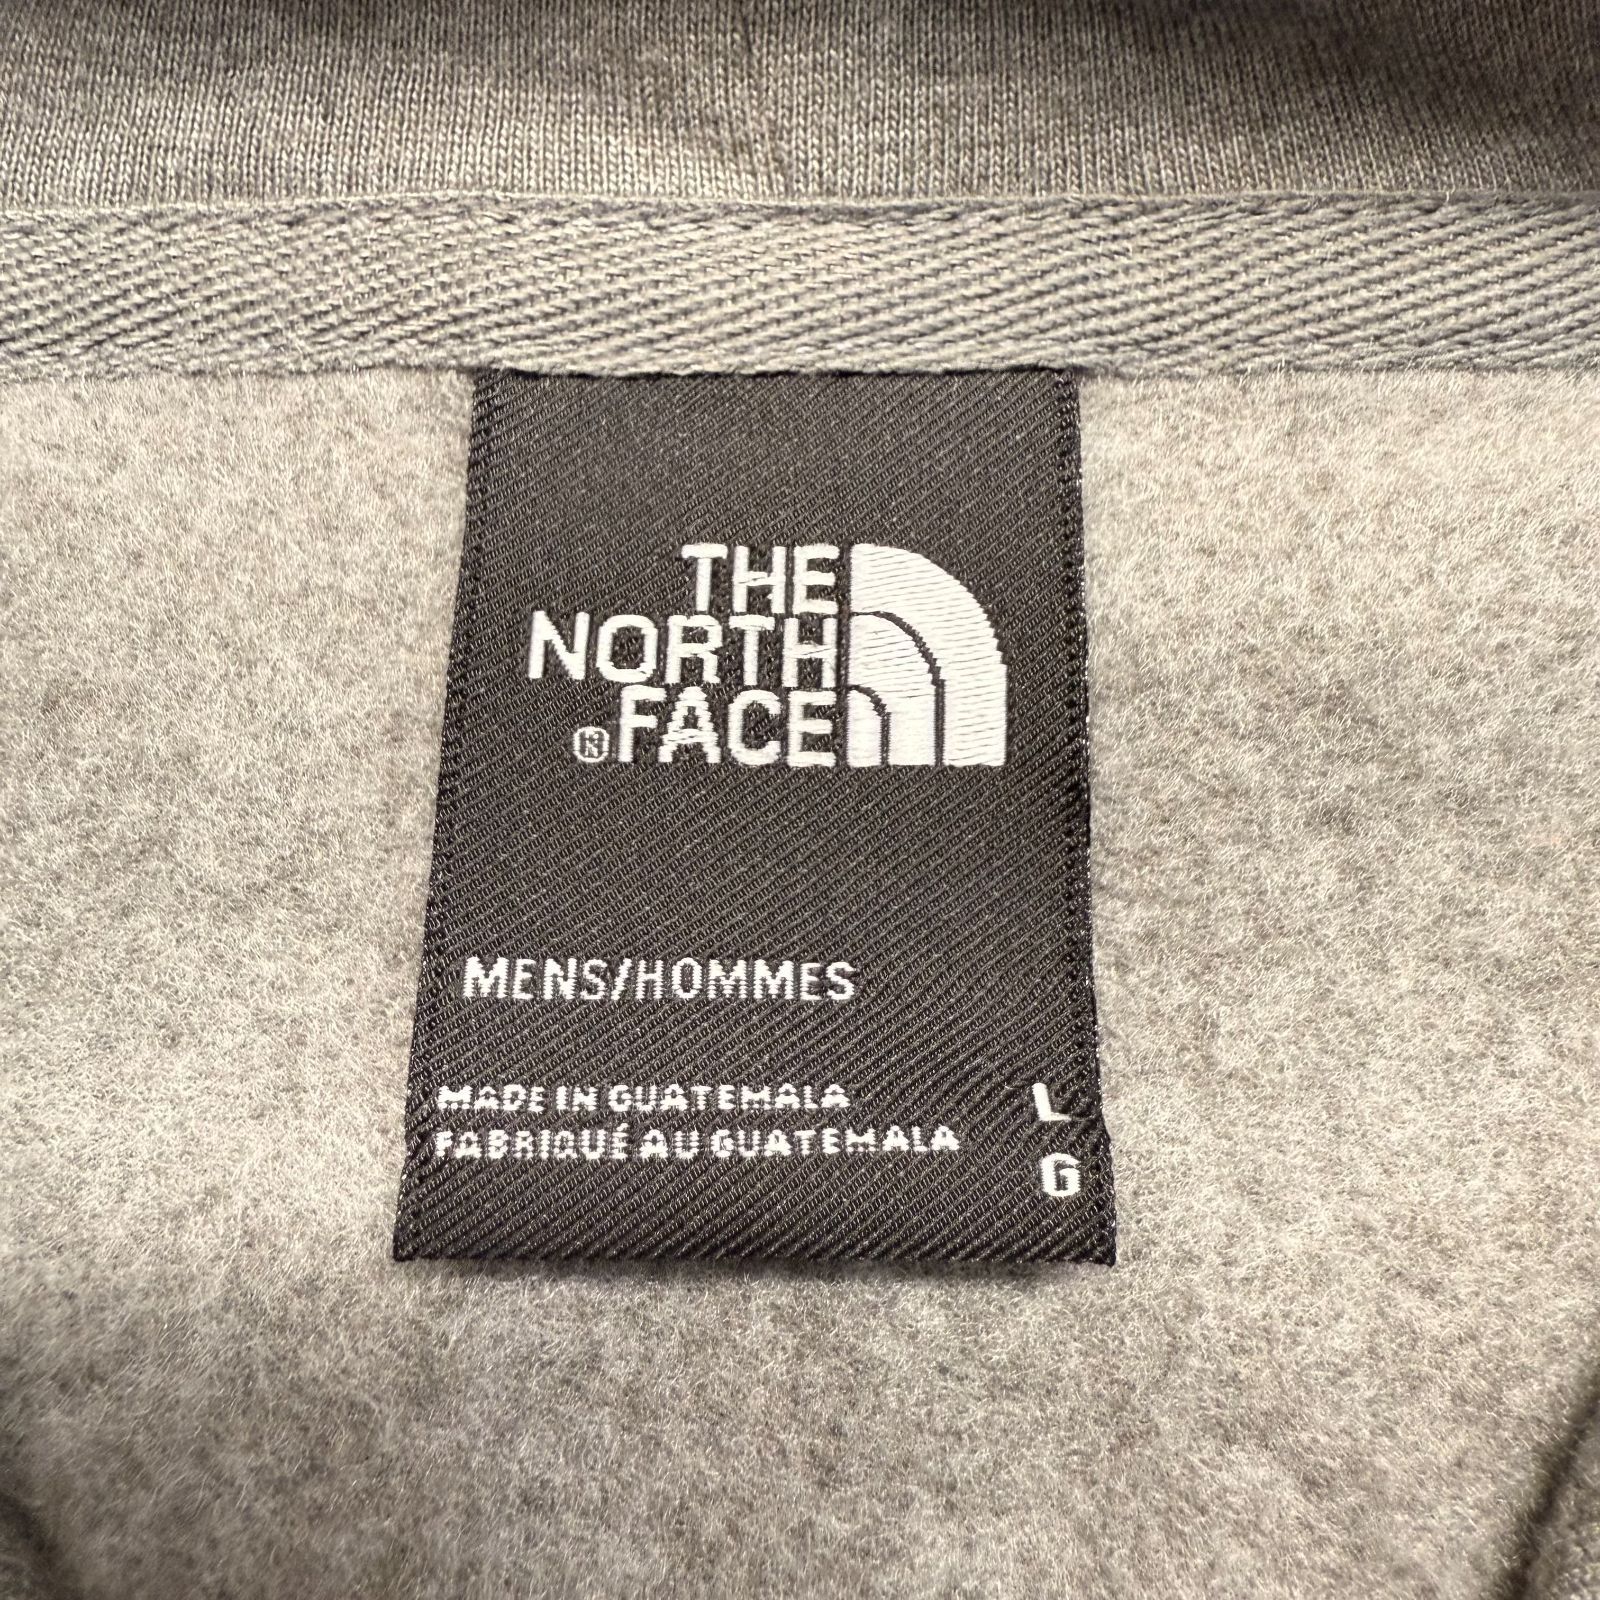 THE
NORTH
®FACE
MENS/HOMMES
MADE IN GUATEMALA L
FABRIQUÉ AU GUATEMALA G